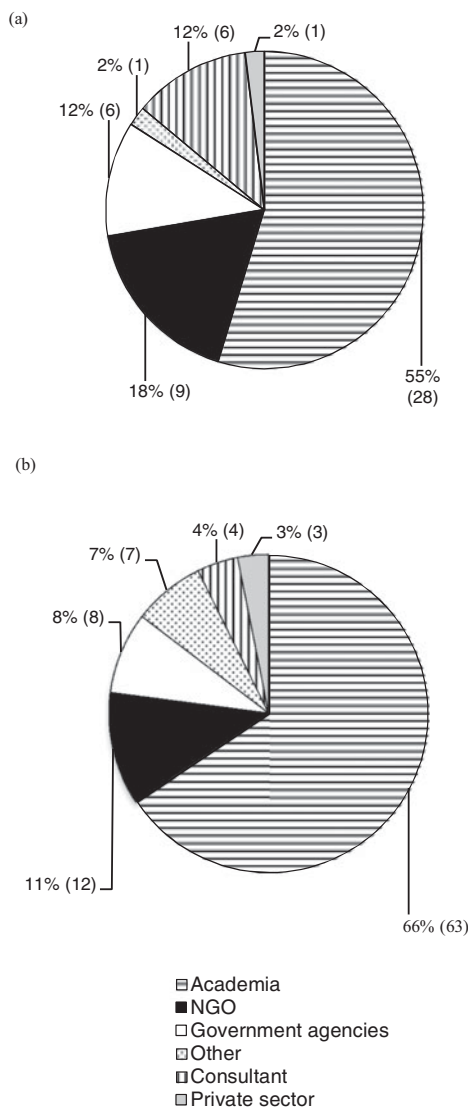 (a)
12% (6)
2% (1)
2% (1)
12% (6)
18% (9)
55%
(28)
(b)
4% (4)
3% (3)
7% (7)
8% (8)
11% (12)
66% (63)
Academia
NGO
Government agencies
Other
Consultant
Private sector